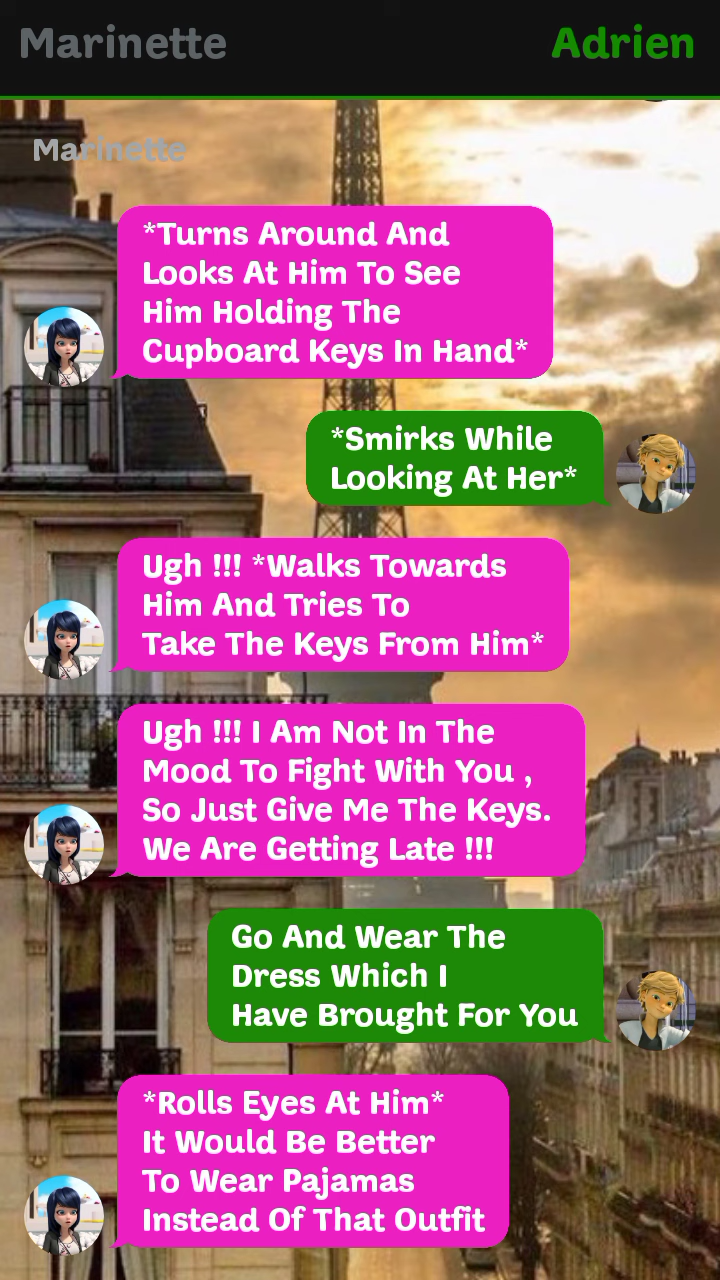 Marinette Adrien
Marinette
*Turns Around And
Looks At Him To See
Him Holding The
Cupboard Keys In Hand*
*Smirks While
Looking At Her*
Ugh !!! *Walks Towards
Him And Tries To
Take The Keys From Him*
Ugh !!! I Am Not In The
Mood To Fight With You ,
So Just Give Me The Keys.
We Are Getting Late !!!
Go And Wear The
Dress Which I
Have Brought For You
*Rolls Eyes At Him*
It Would Be Better
To Wear Pajamas
Instead Of That Outfit